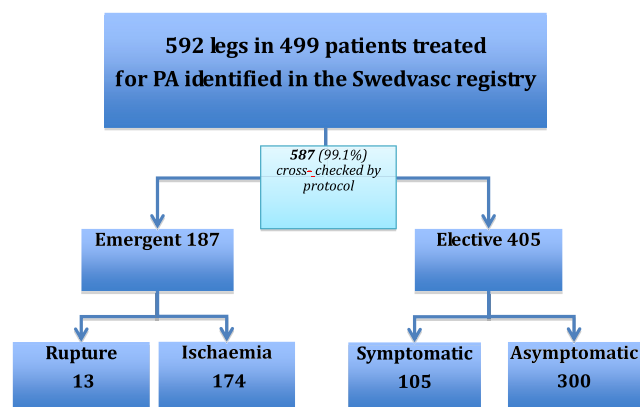 592 legs in 499 patients treated
for PA identified in the Swedvasc registry
587 (99.1%)
cross- checked by
protocol
Emergent 187
Elective 405
Rupture
13
Ischaemia
174
Symptomatic
105
Asymptomatic
300